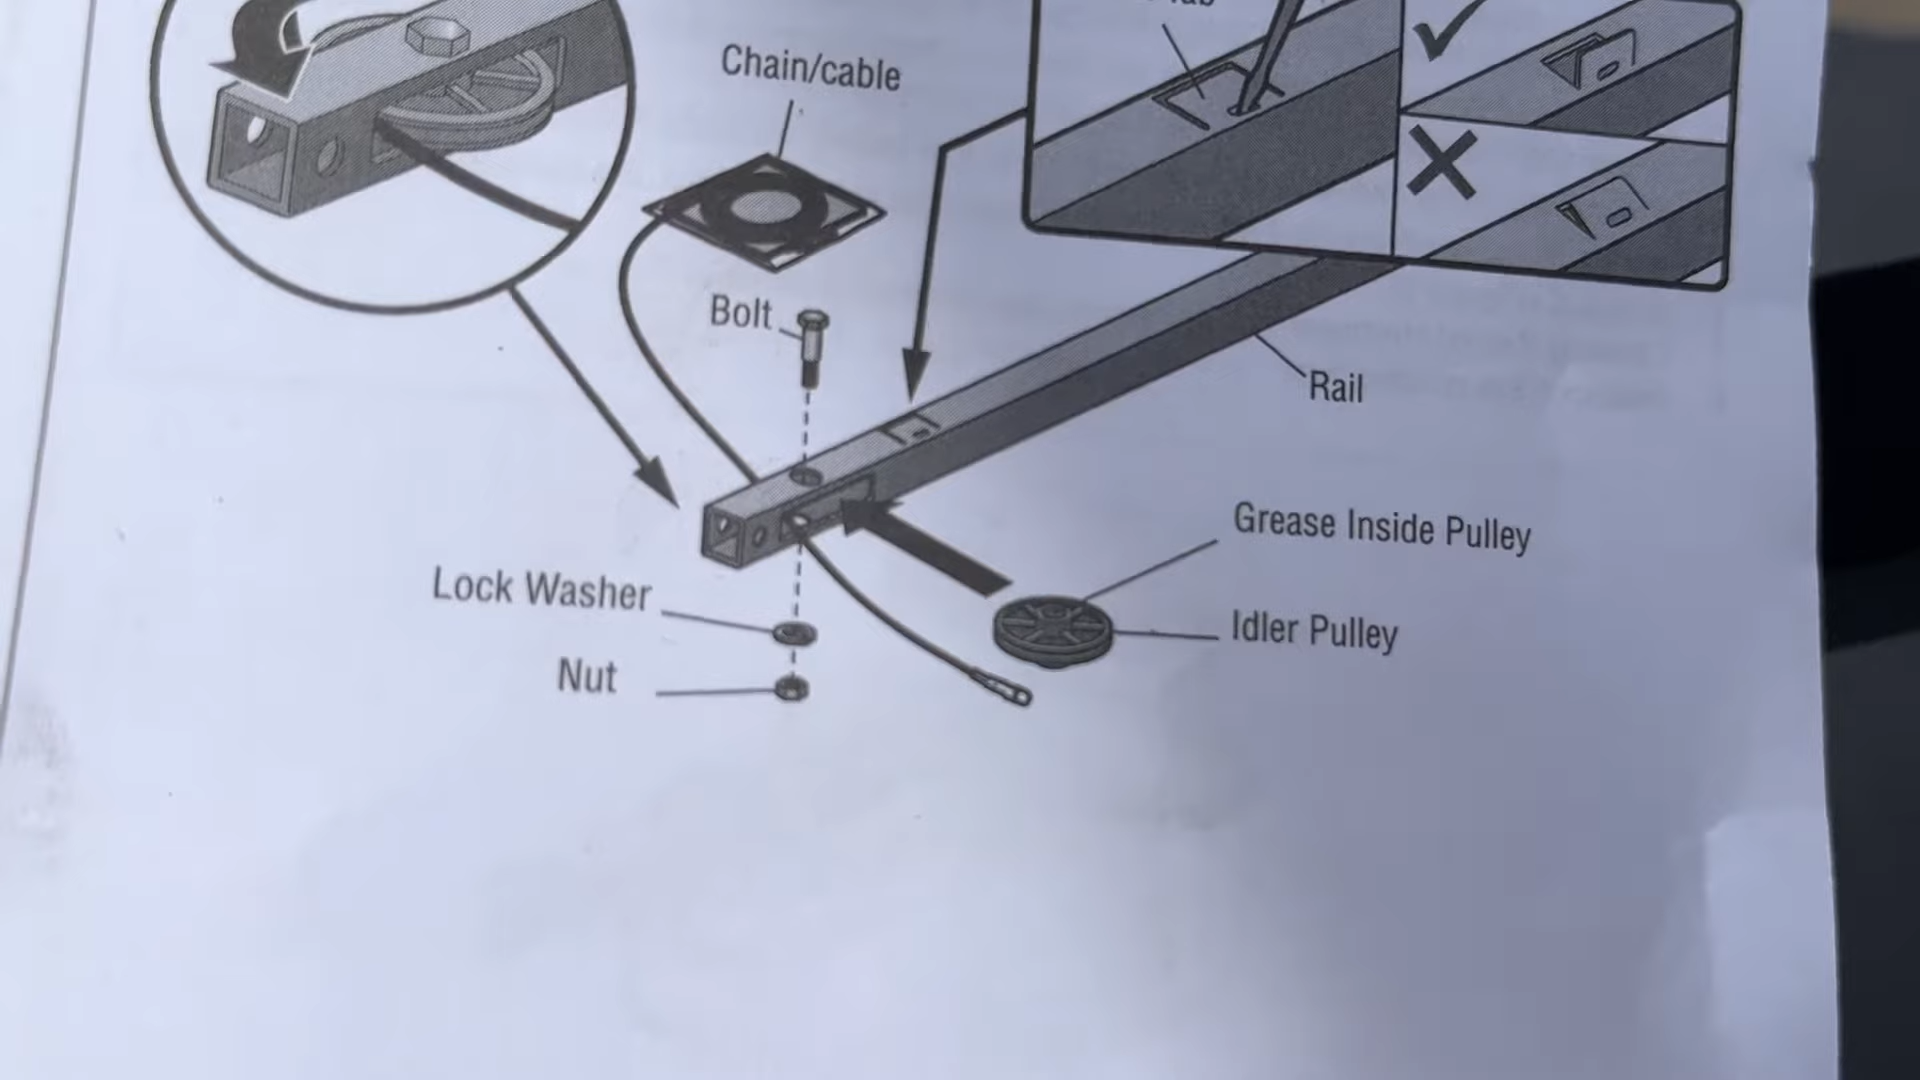 Chain/cable
Bolt
Rail
Grease Inside Pulley
Lock Washer
Idler Pulley
Nut